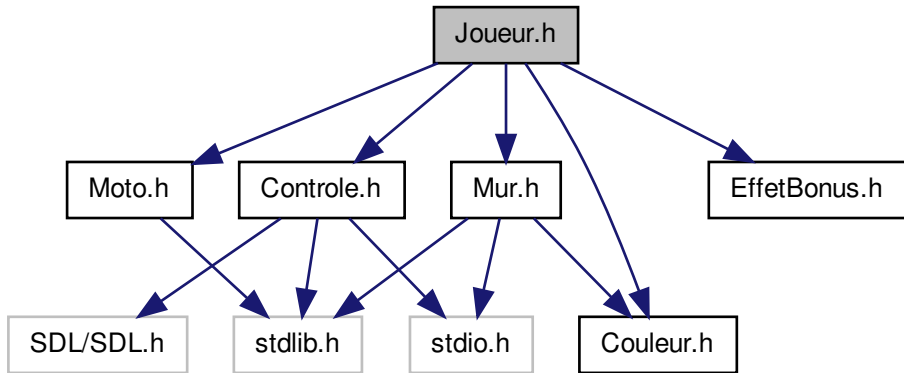 Joueur.h
Moto.h
Controle.h
Mur.h
EffetBonus.h
SDL/SDL.h
stdlib.h
stdio.h
Couleur.h